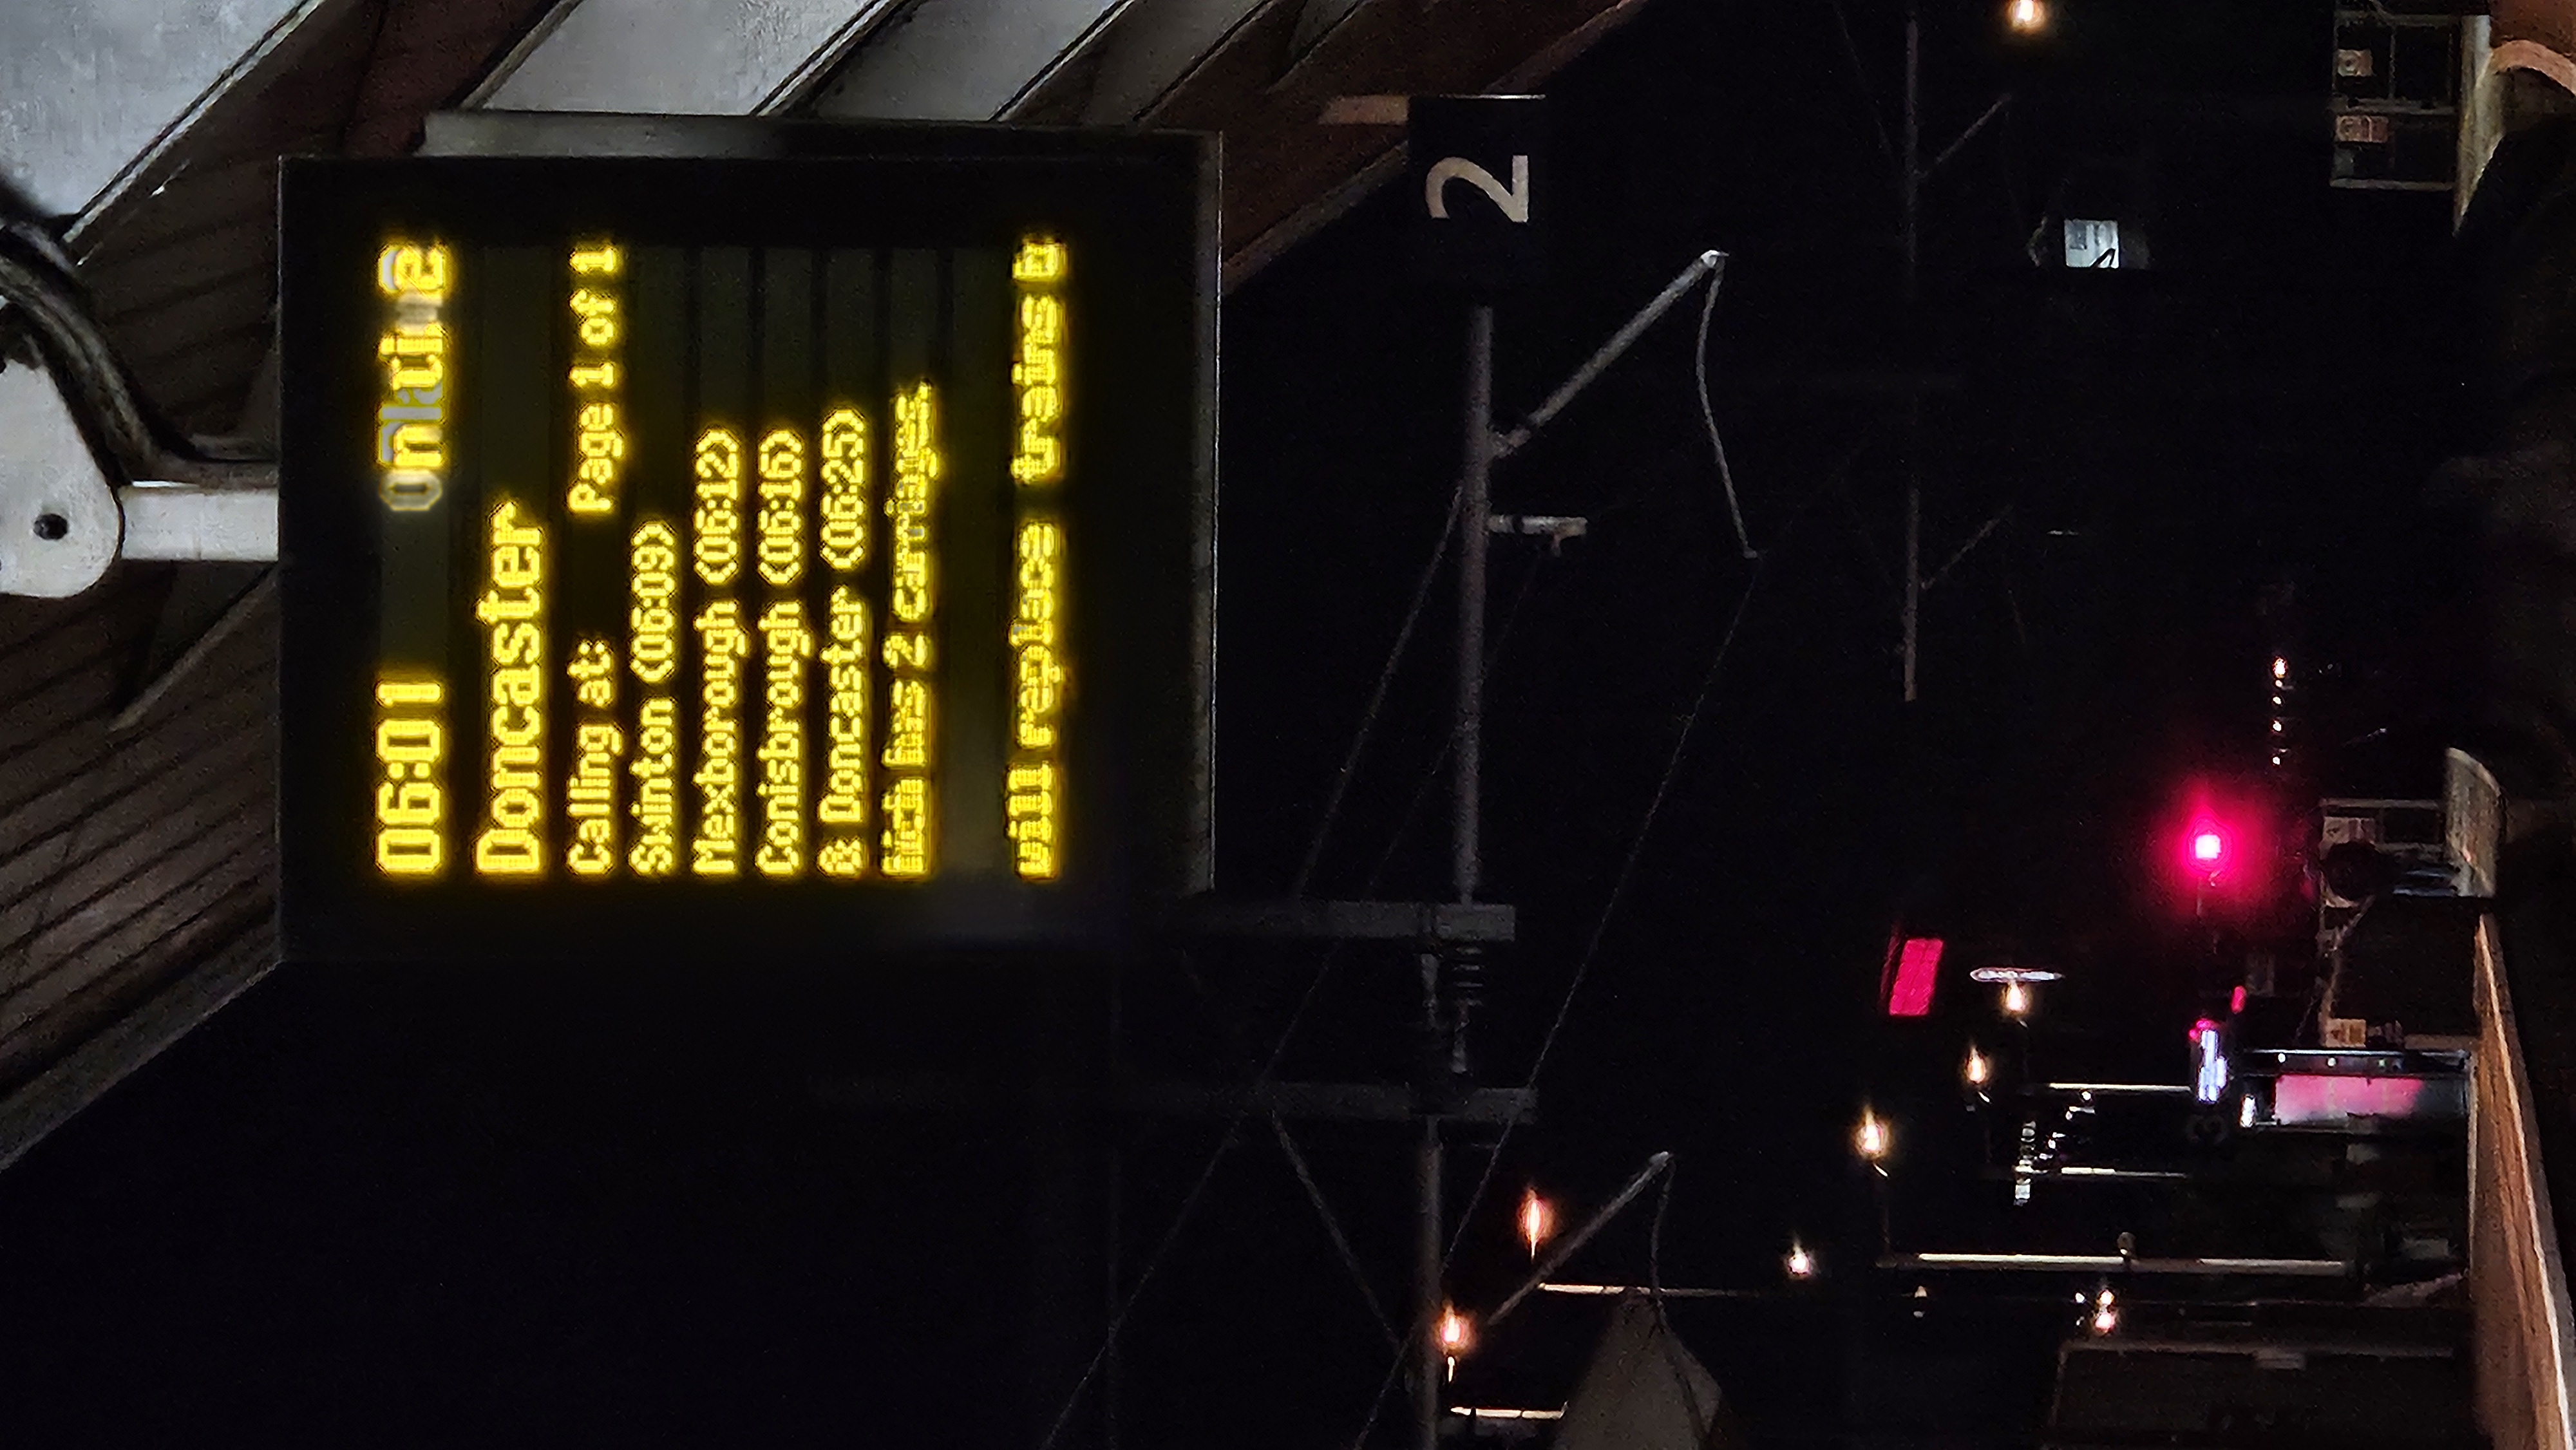 06:01
Doncaster
Calling at: Page 1 of 1
Swinton (06:09)
Mexborough (06:12)
Conisbrough (06:16)
& Doncaster (06:25)
hich has 2 carriages.
will replace trains b
2